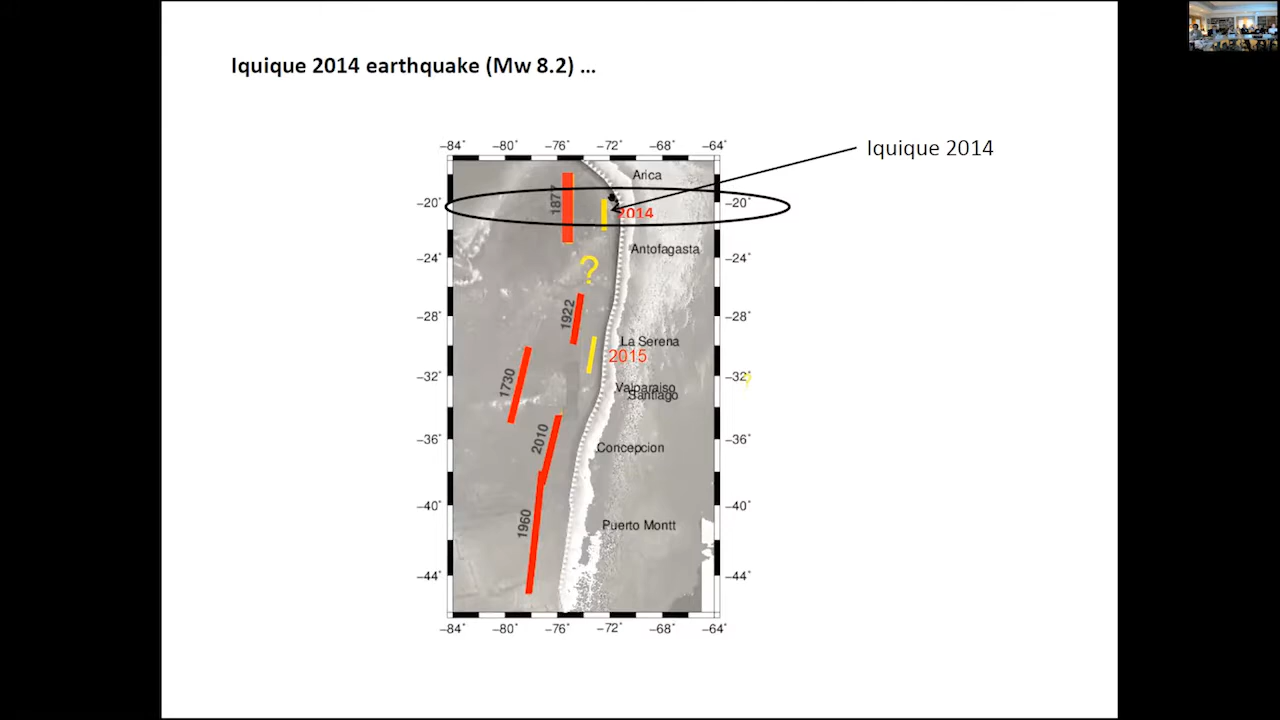 Iquique 2014 earthquake (Mw 8.2) ...
−84° −80° −76° −72° −68° −64°
Iquique 2014
Arica
−20° 1877 2014 −20°
Antofagasta
−24° ? −24°
−28° 1922 −28°
La Serena
2015
−32° 1730 Valparaiso −32° ?
Santiago
−36° 2010 Concepcion −36°
−40° 1960 −40°
Puerto Montt
−44° −44°
−84° −80° −76° −72° −68° −64°